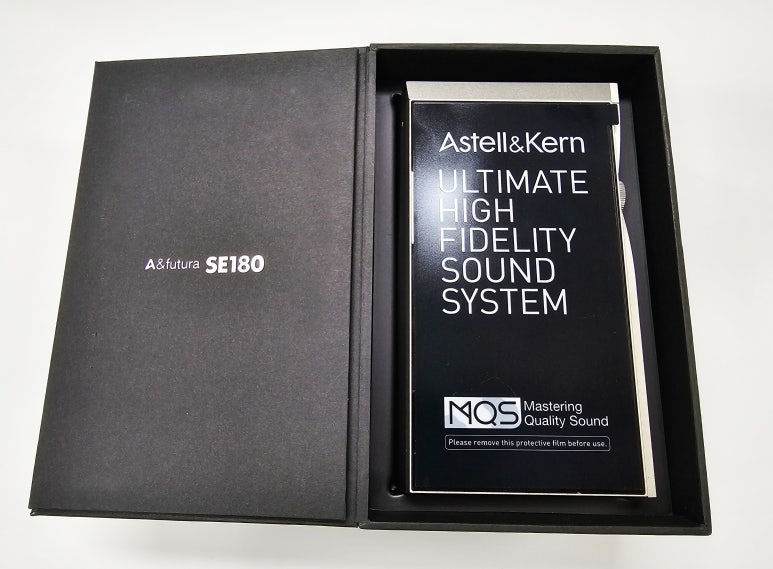 A&futura SE180
Astell&Kern
ULTIMATE
HIGH
FIDELITY
SOUND
SYSTEM
MQS Mastering
Quality Sound
Please remove this protective film before use.